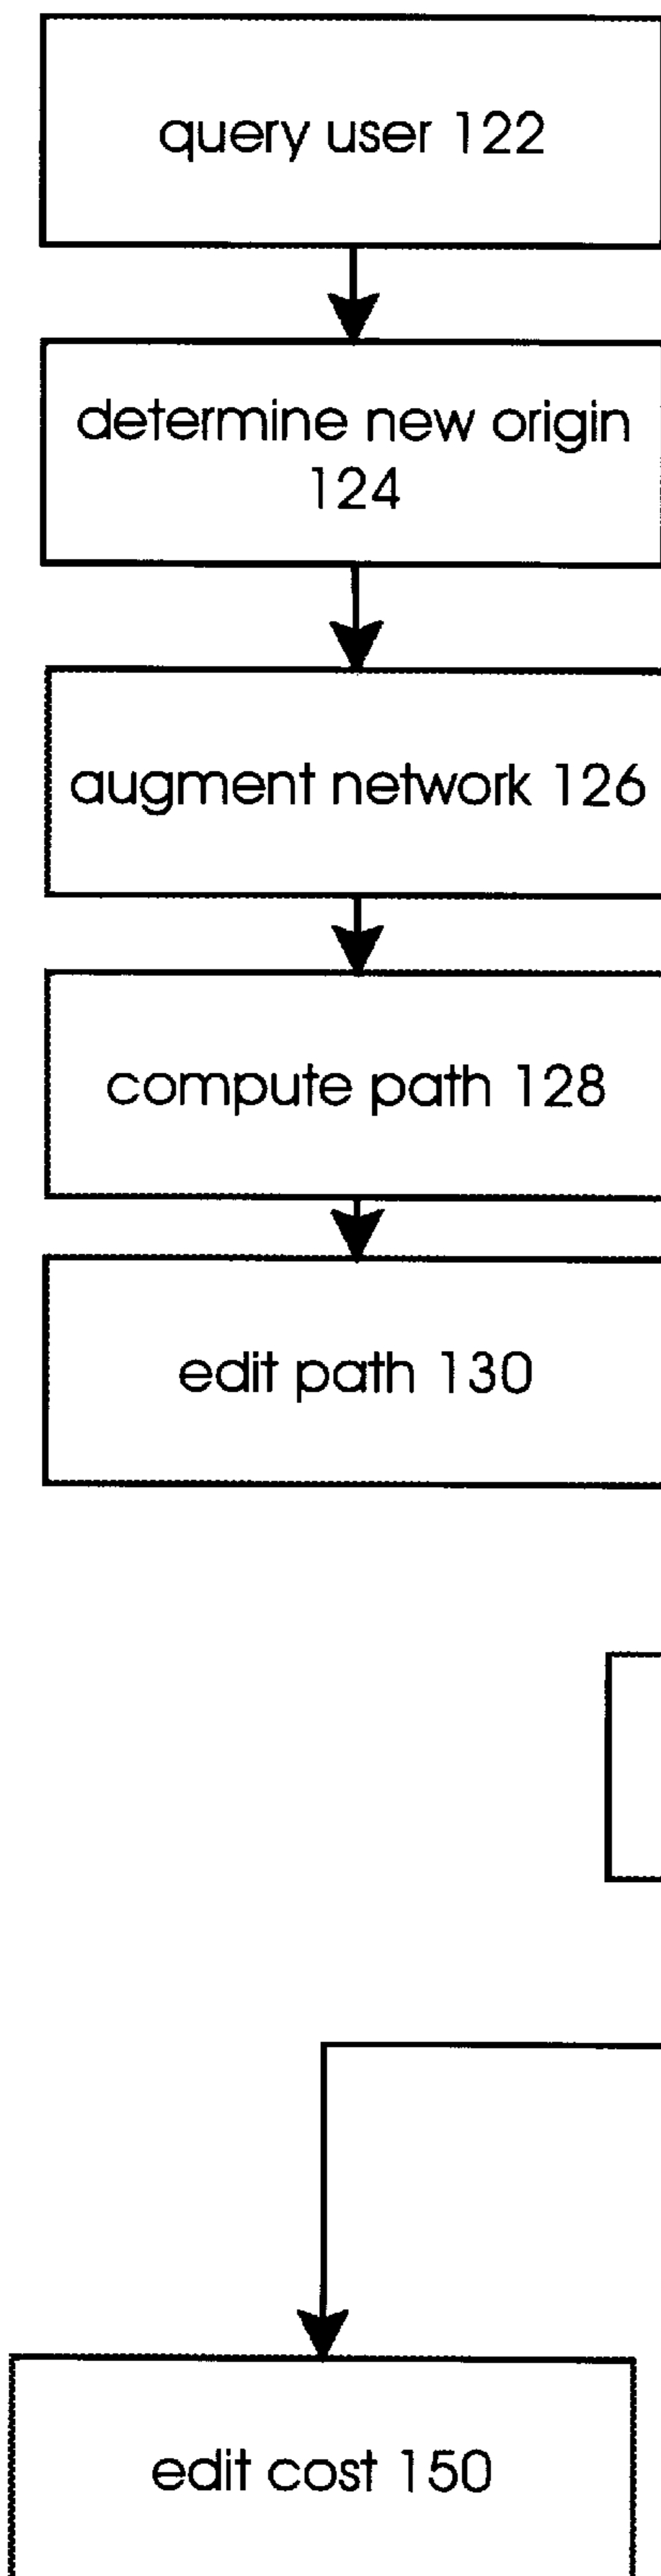 query user 122
determine new origin
124
augment network 126
compute path 128
edit path 130
edit cost 150